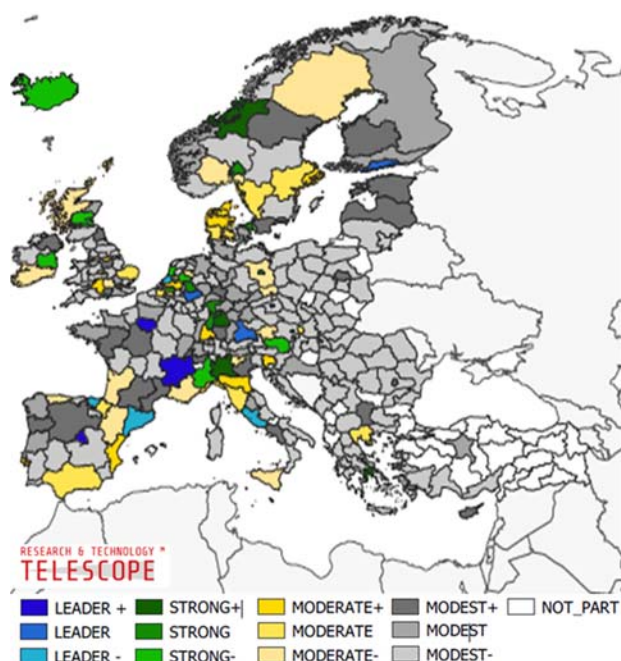 RESEARCH & TECHNOLOGY
TELESCOPE
LEADER + STRONG+ MODERATE+ MODEST+ NOT_PART
LEADER STRONG MODERATE MODEST
LEADER - STRONG- MODERATE- MODEST-